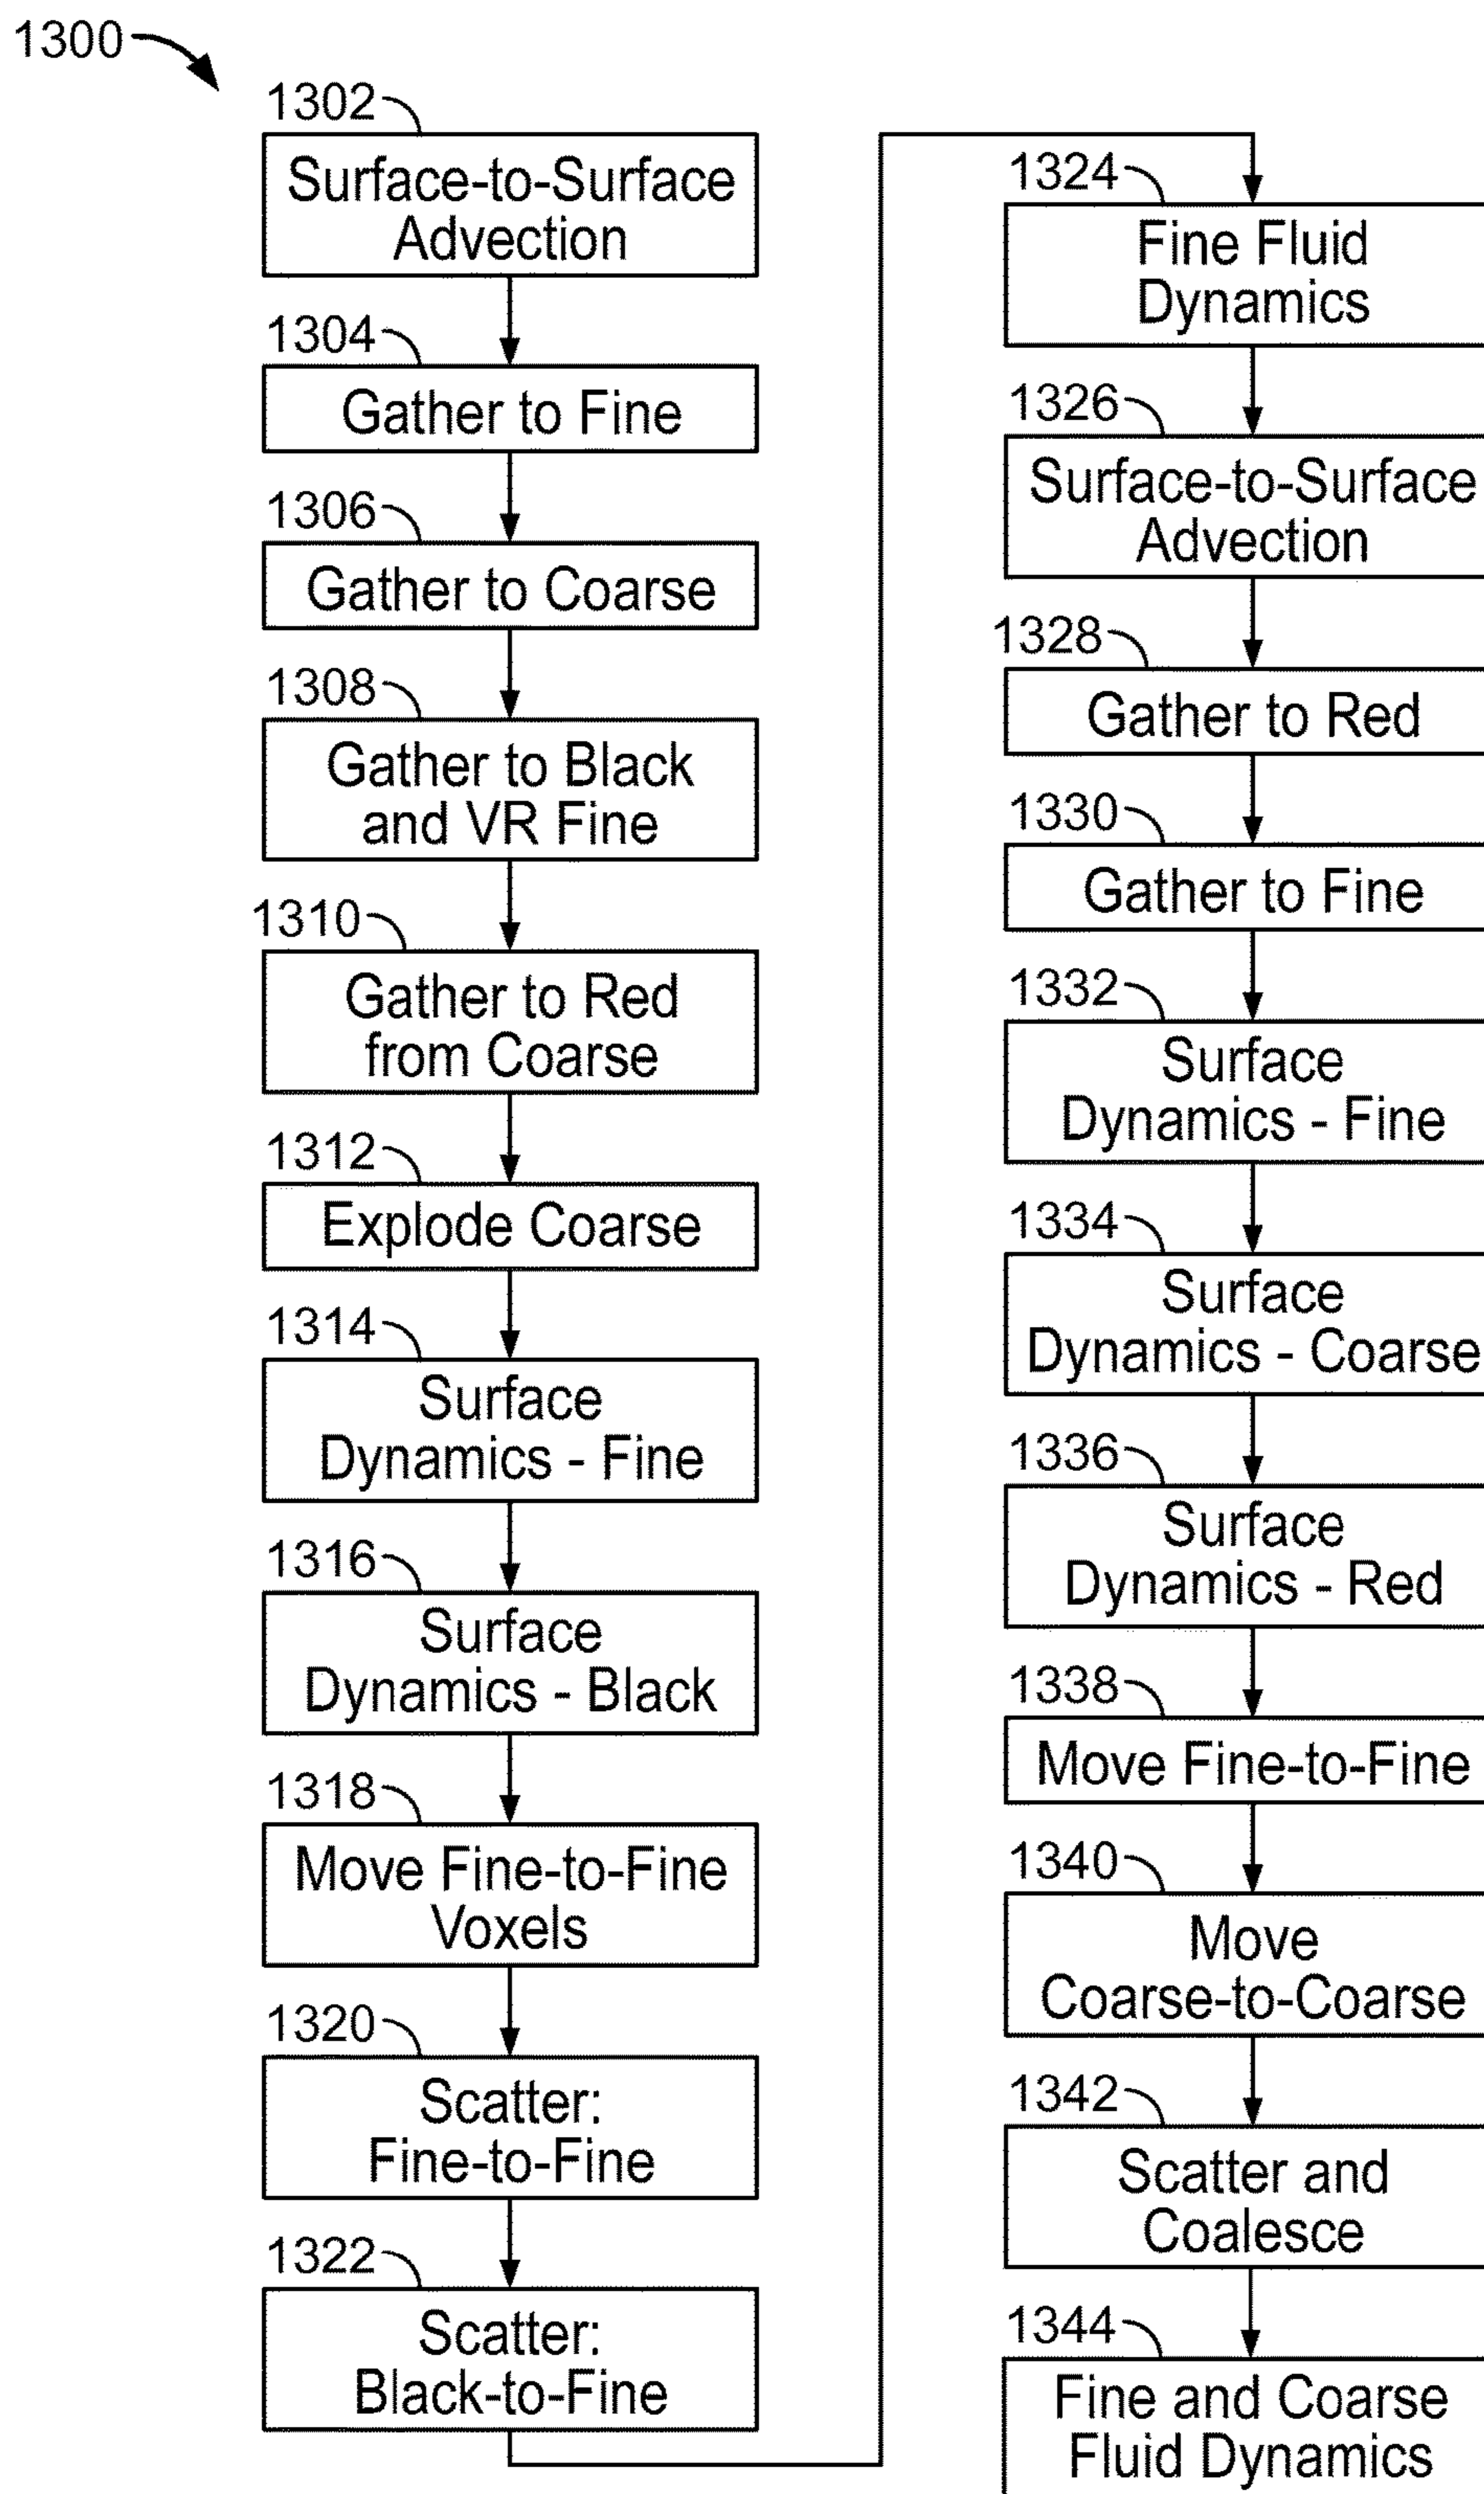 1300
1302
Surface-to-Surface
Advection
1304
Gather to Fine
1306
Gather to Coarse
1308
Gather to Black
and VR Fine
1310
Gather to Red
from Coarse
1312
Explode Coarse
1314
Surface
Dynamics - Fine
1316
Surface
Dynamics - Black
1318
Move Fine-to-Fine
Voxels
1320
Scatter:
Fine-to-Fine
1322
Scatter:
Black-to-Fine
1324
Fine Fluid
Dynamics
1326
Surface-to-Surface
Advection
1328
Gather to Red
1330
Gather to Fine
1332
Surface
Dynamics - Fine
1334
Surface
Dynamics - Coarse
1336
Surface
Dynamics - Red
1338
Move Fine-to-Fine
1340
Move
Coarse-to-Coarse
1342
Scatter and
Coalesce
1344
Fine and Coarse
Fluid Dynamics